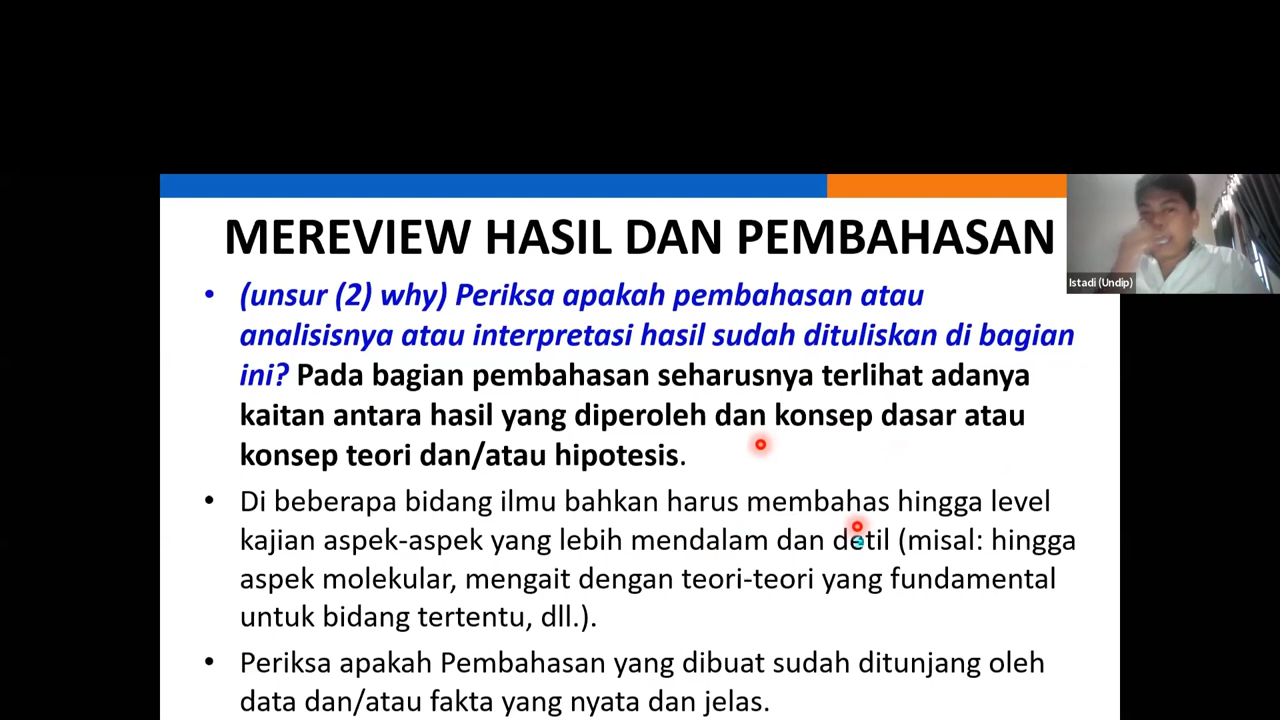 MEREVIEW HASIL DAN PEMBAHASAN
Istadi (Undip)
• (unsur (2) why) Periksa apakah pembahasan atau
analisisnya atau interpretasi hasil sudah dituliskan di bagian
ini? Pada bagian pembahasan seharusnya terlihat adanya
kaitan antara hasil yang diperoleh dan konsep dasar atau
konsep teori dan/atau hipotesis.
• Di beberapa bidang ilmu bahkan harus membahas hingga level
kajian aspek-aspek yang lebih mendalam dan detil (misal: hingga
aspek molekular, mengait dengan teori-teori yang fundamental
untuk bidang tertentu, dll.).
• Periksa apakah Pembahasan yang dibuat sudah ditunjang oleh
data dan/atau fakta yang nyata dan jelas.